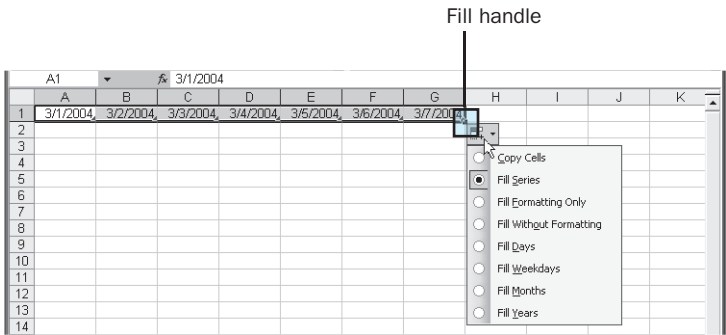 Fill handle
A1 fx 3/1/2004
A B C D E F G H I J K
1 3/1/2004 3/2/2004 3/3/2004 3/4/2004 3/5/2004 3/6/2004 3/7/2004
2
3
Copy Cells
4
5 Fill Series
6 Fill Formatting Only
7
8 Fill Without Formatting
9 Fill Days
10
11 Fill Weekdays
12 Fill Months
13 Fill Years
14